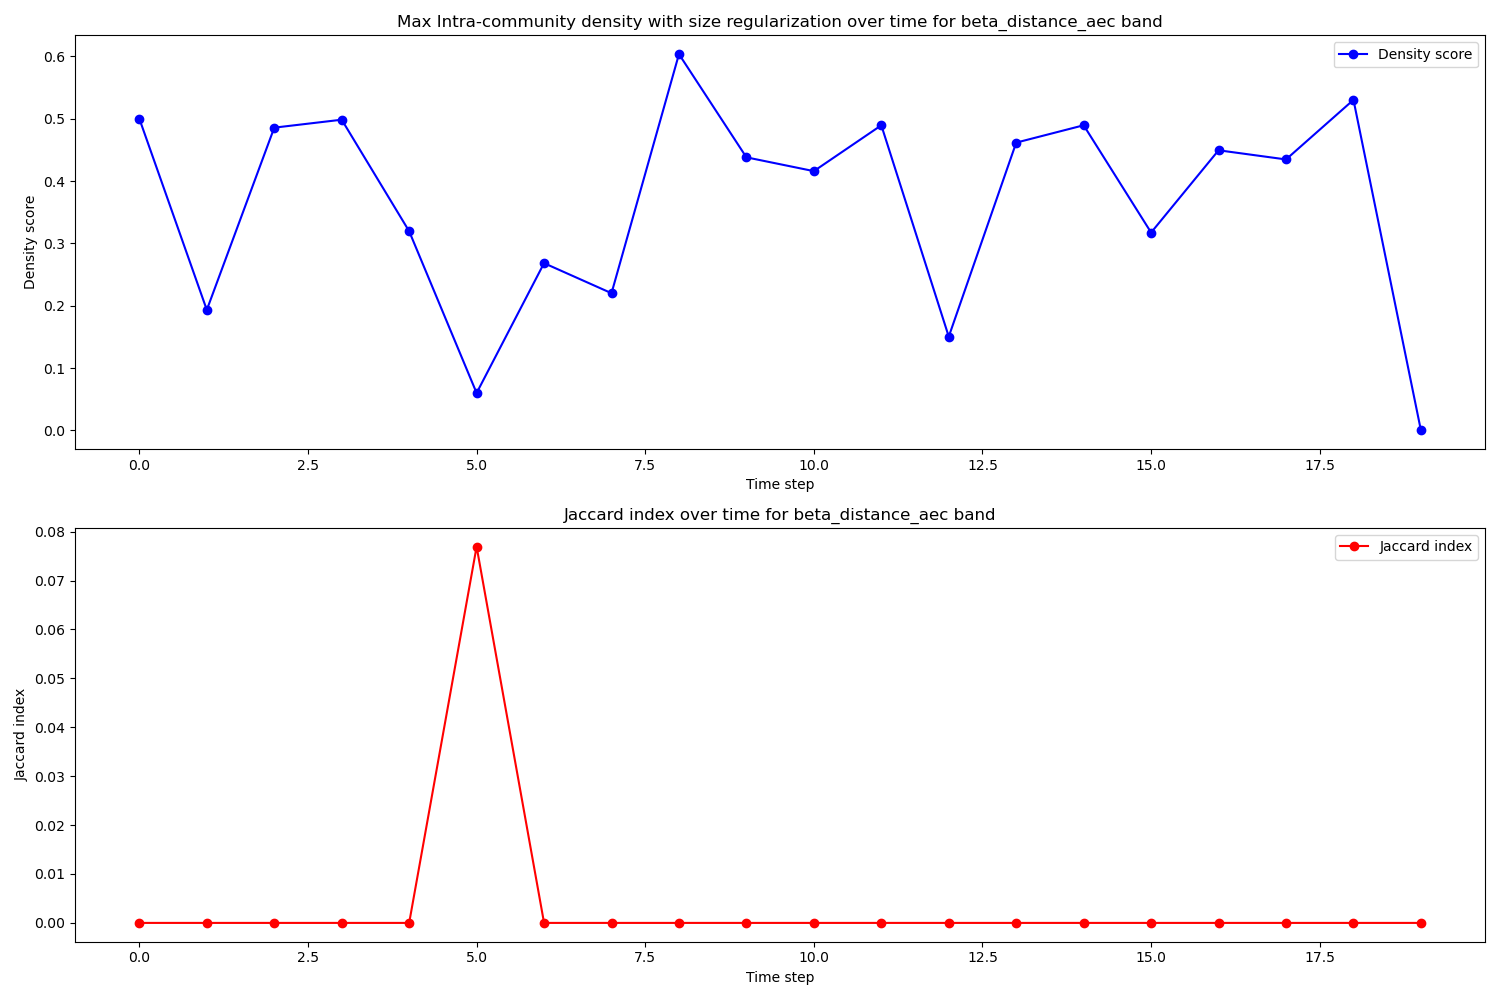 Max Intra-community density with size regularization over time for beta_distance_aec band
Density score
0.6
0.5
0.4
0.3
0.2
0.1
0.0
Density score
0.0 2.5 5.0 7.5 10.0 12.5 15.0 17.5
Time step
Jaccard index over time for beta_distance_aec band
Jaccard index
0.08
0.07
0.06
0.05
0.04
0.03
0.02
0.01
0.00
Jaccard index
0.0 2.5 5.0 7.5 10.0 12.5 15.0 17.5
Time step